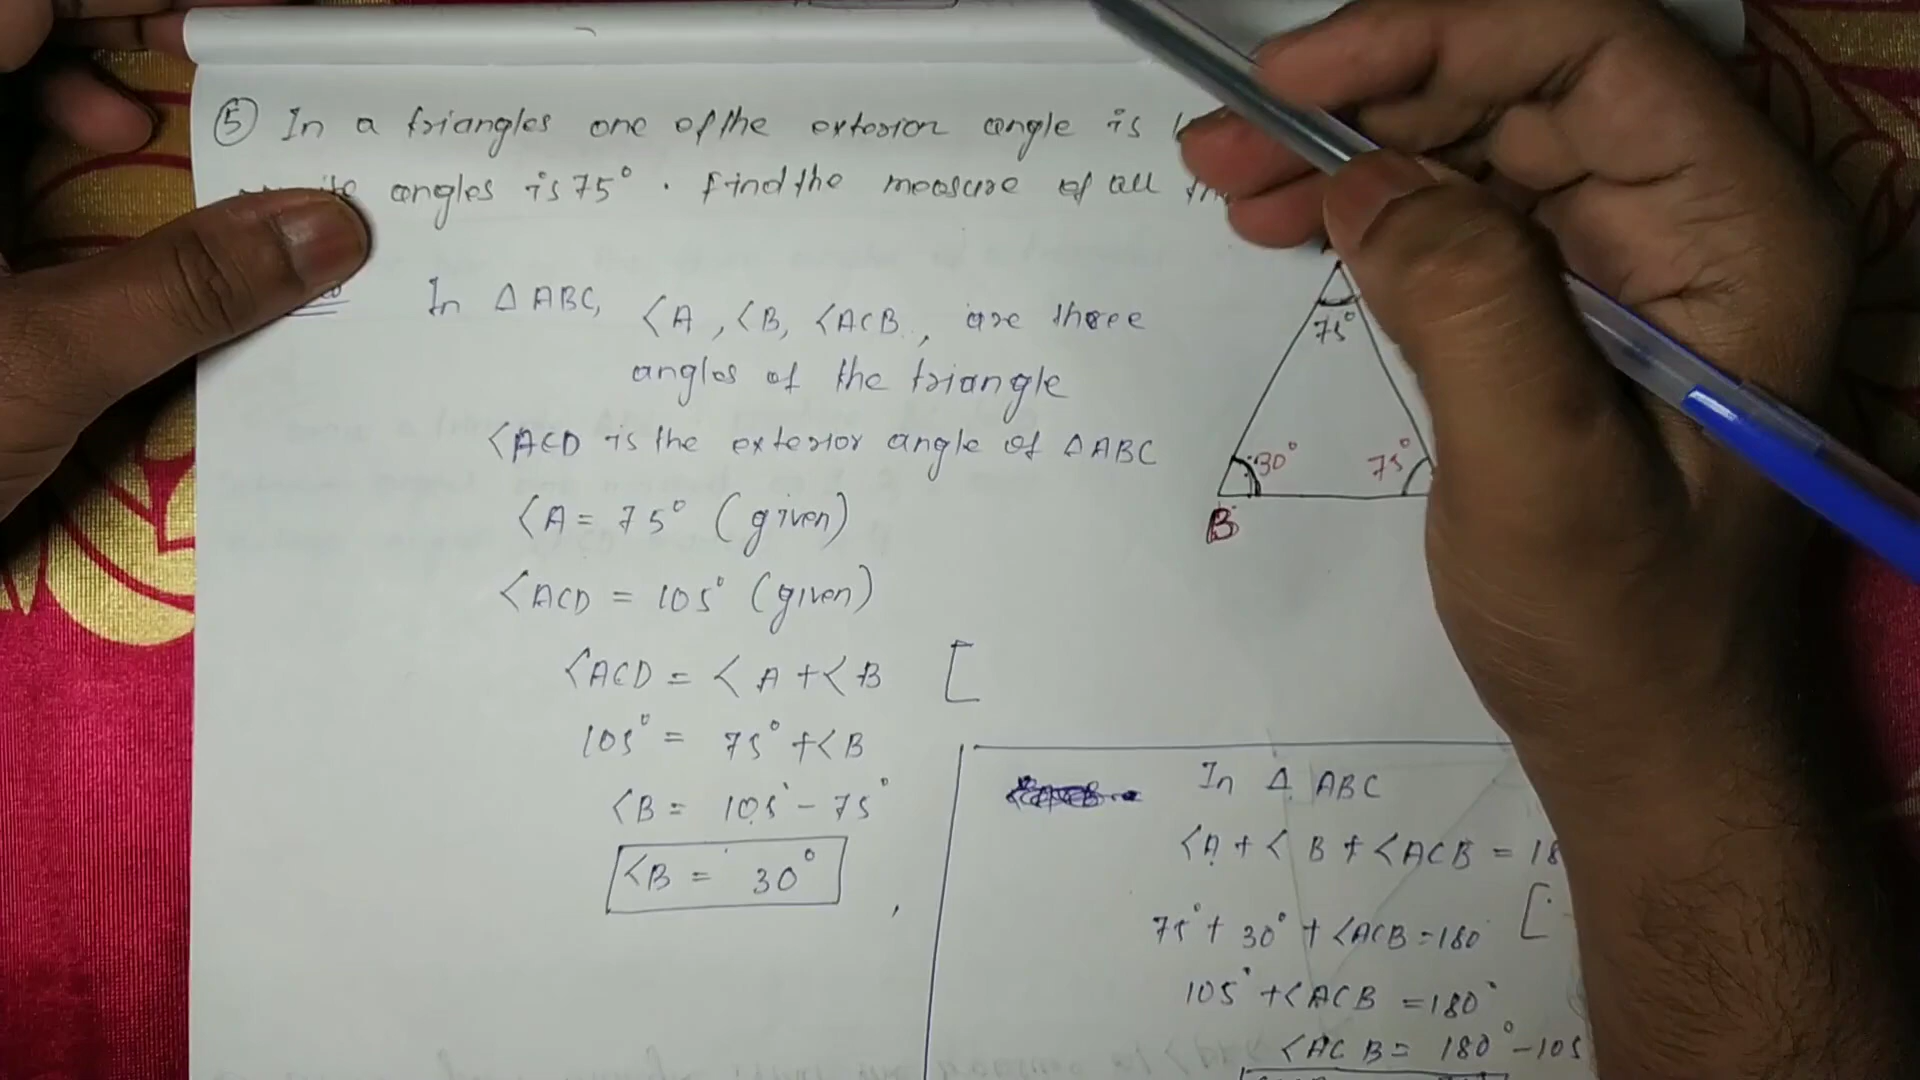 ⑤ In a triangles one of the exterior angle is
angles is 75°. find the measure of all
In △ ABC, <A, <B, <ACB, are three
angles of the triangle
<ACD is the exterior angle of △ABC
<A = 75° (given)
<ACD = 105° (given)
<ACD = <A + <B [
105° = 75° + <B
<B = 105° - 75°
<B = 30°
75°
30°
75°
B
In △ ABC
<A + <B + <ACB = 18
75° + 30° + <ACB = 180 [
105° + <ACB = 180°
<ACB = 180° - 105